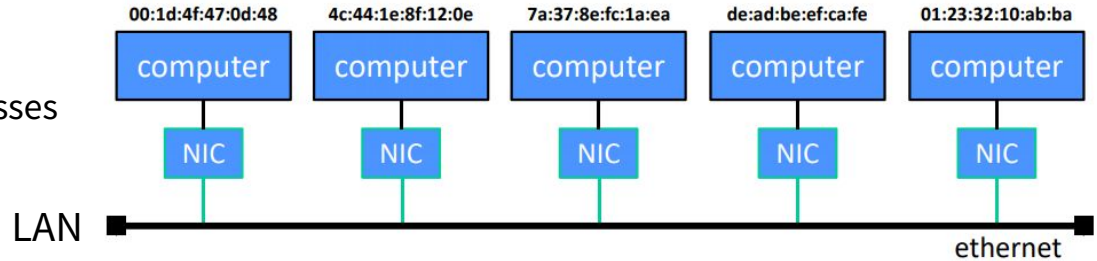 00:1d:4f:47:0d:48 4c:44:1e:8f:12:0e 7a:37:8e:fc:1a:ea de:ad:be:ef:ca:fe 01:23:32:10:ab:ba
computer computer computer computer computer
sses
NIC NIC NIC NIC NIC
LAN
ethernet